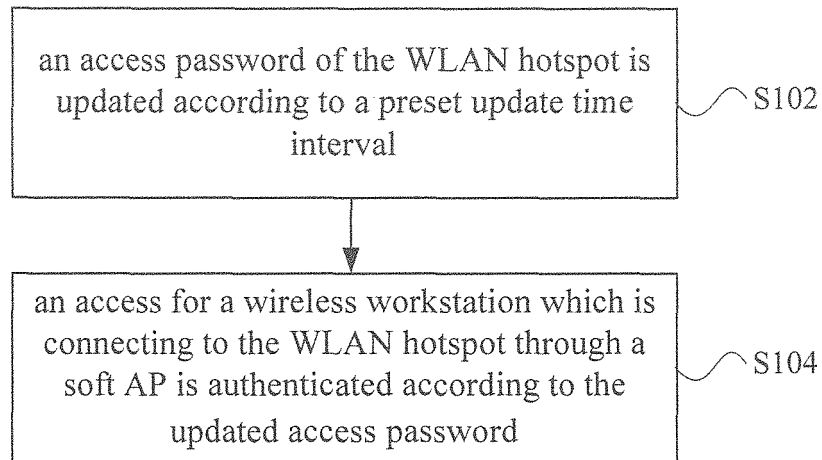 an access password of the WLAN hotspot is
updated according to a preset update time
interval
S102
an access for a wireless workstation which is
connecting to the WLAN hotspot through a
soft AP is authenticated according to the
updated access password
S104